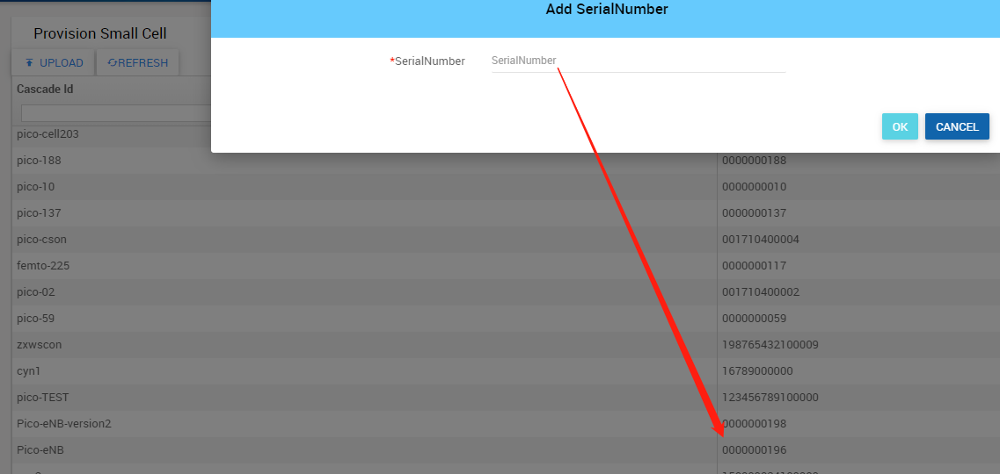 Add SerialNumber
Provision Small Cell
*SerialNumber SerialNumber
UPLOAD REFRESH
Cascade Id
OK CANCEL
pico-cell203
pico-188 0000000188
pico-10 0000000010
pico-137 0000000137
pico-cson 001710400004
femto-225 0000000117
pico-02 001710400002
pico-59 0000000059
zxwscon 198765432100009
cyn1 16789000000
pico-TEST 123456789100000
Pico-eNB-version2 0000000198
Pico-eNB 0000000196